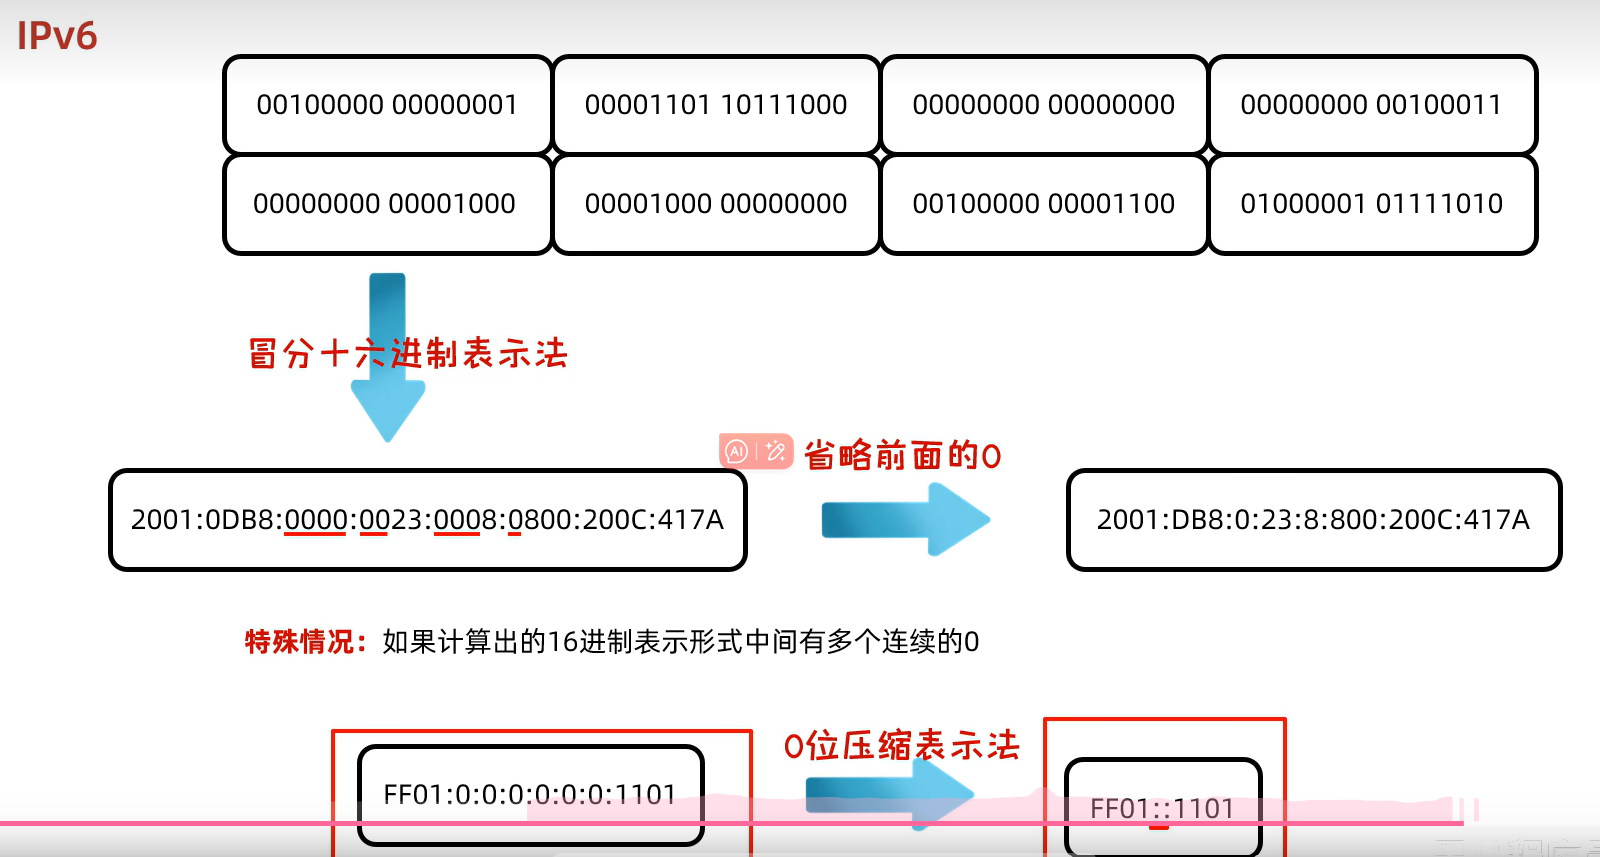 IPv6
00100000 00000001
00001101 10111000
00000000 00000000
00000000 00100011
00000000 00001000
00001000 00000000
00100000 00001100
01000001 01111010
冒分十六进制表示法
AI
省略前面的0
2001:0DB8:0000:0023:0008:0800:200C:417A
2001:DB8:0:23:8:800:200C:417A
特殊情况：如果计算出的16进制表示形式中间有多个连续的0
0位压缩表示法
FF01:0:0:0:0:0:0:1101
FF01::1101